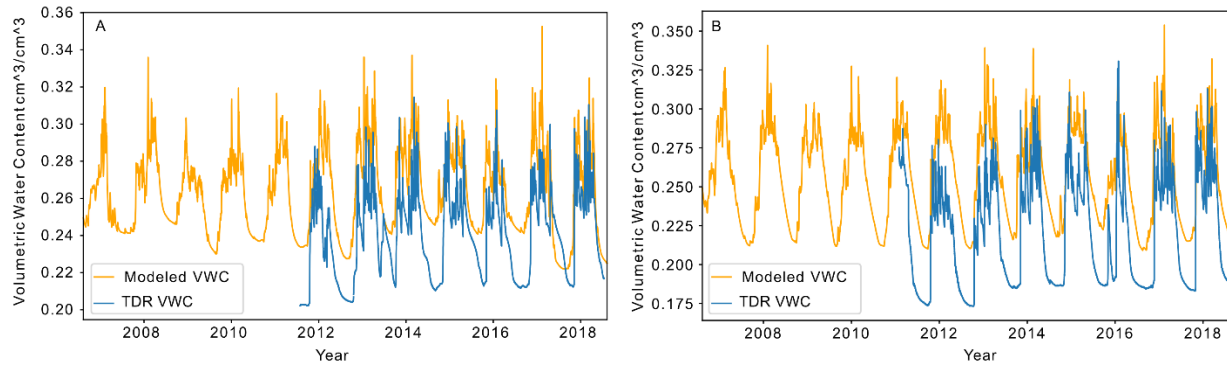 A
Volumetric Water Content cm^3/cm^3
0.36
0.34
0.32
0.30
0.28
0.26
0.24
0.22
0.20
Modeled VWC
TDR VWC
2008 2010 2012 2014 2016 2018
Year
B
Volumetric Water Content cm^3/cm^3
0.350
0.325
0.300
0.275
0.250
0.225
0.200
0.175
Modeled VWC
TDR VWC
2008 2010 2012 2014 2016 2018
Year